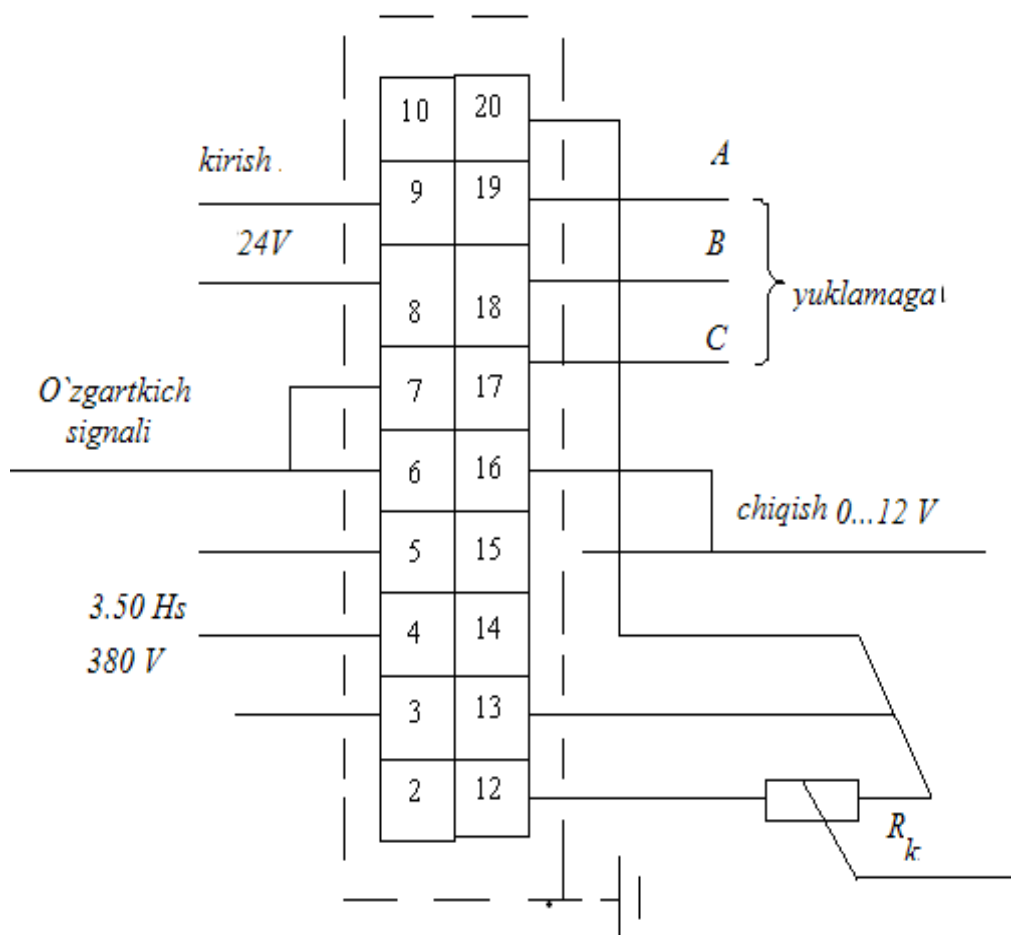 10 20
kirish .
A
9 19
24V
B
8 18
yuklamaga
C
O`zgartkich
signali
7 17
6 16
chiqish 0...12 V
5 15
3.50 Hs
380 V
4 14
3 13
2 12
R k